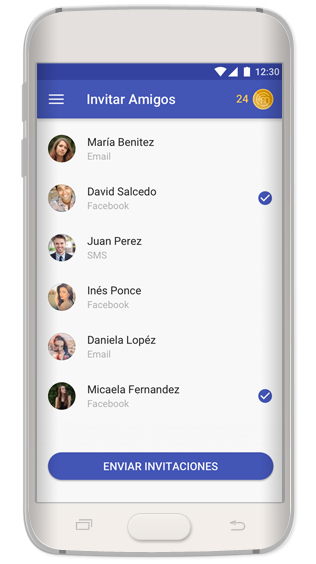 12:30
Invitar Amigos 24
María Benitez
Email
David Salcedo
Facebook
Juan Perez
SMS
Inés Ponce
Facebook
Daniela Lopéz
Email
Micaela Fernandez
Facebook
ENVIAR INVITACIONES